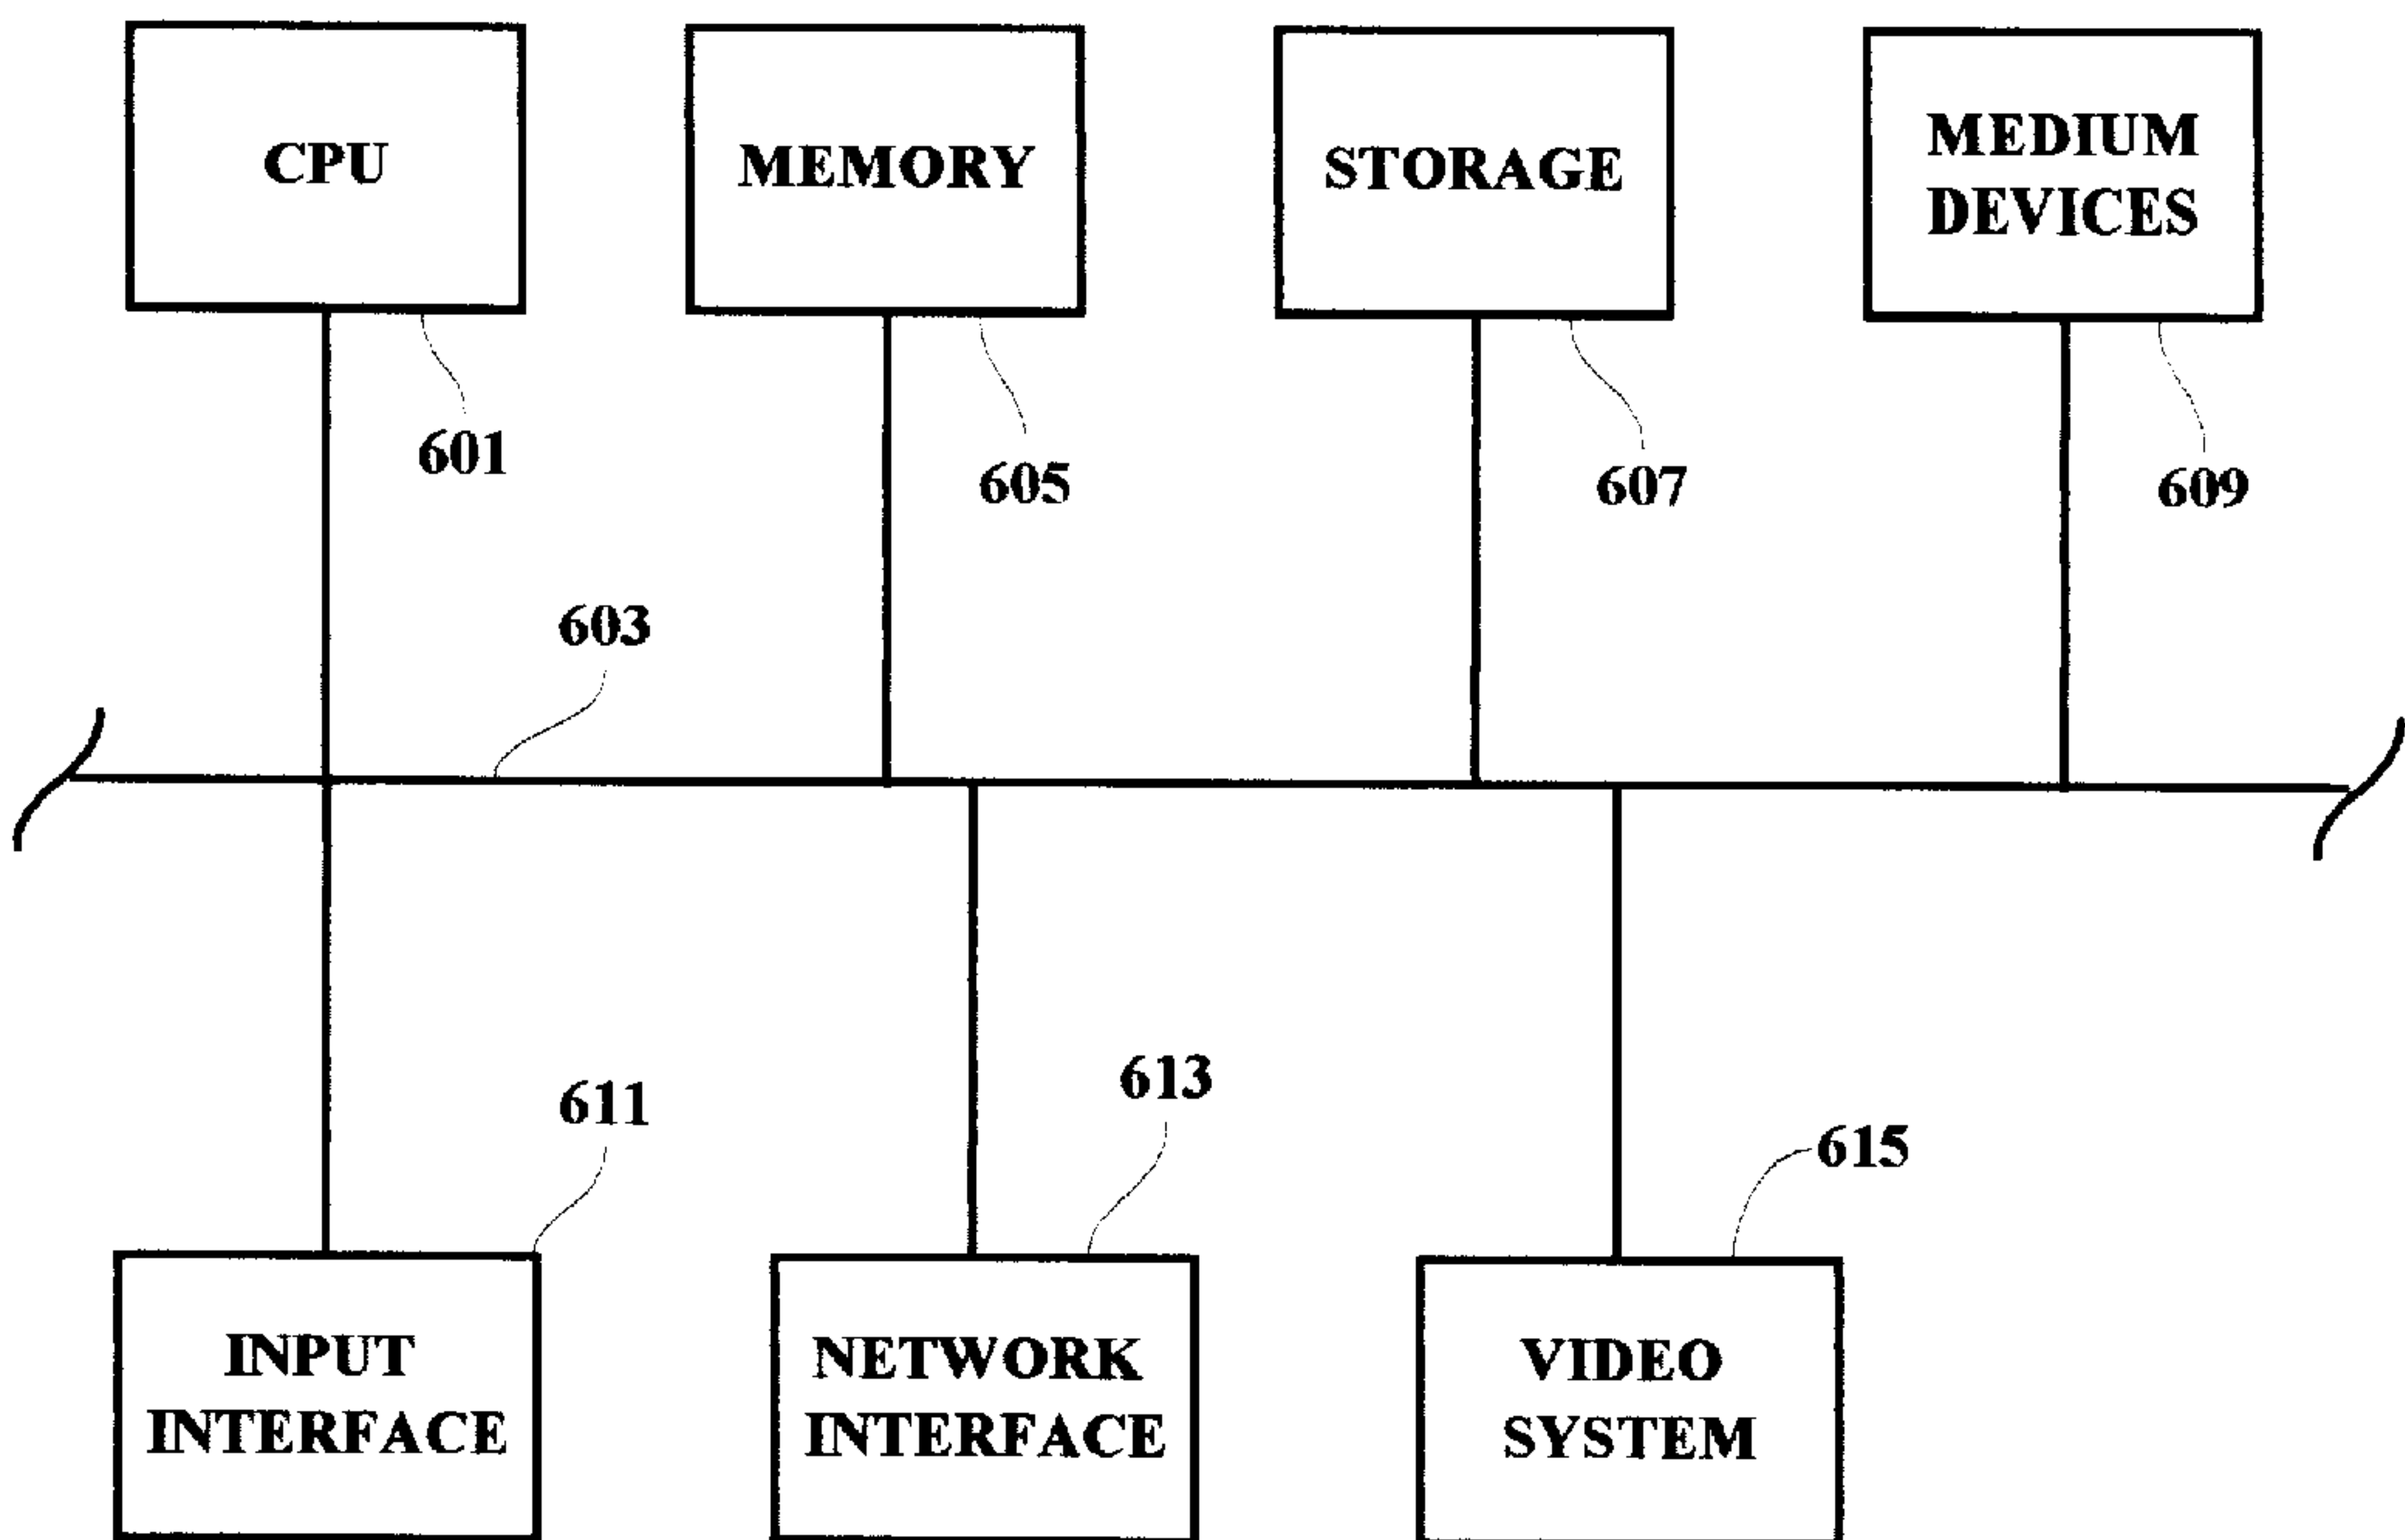 CPU
MEMORY
STORAGE
MEDIUM
DEVICES
601
605
607
609
603
611
613
615
INPUT
INTERFACE
NETWORK
INTERFACE
VIDEO
SYSTEM